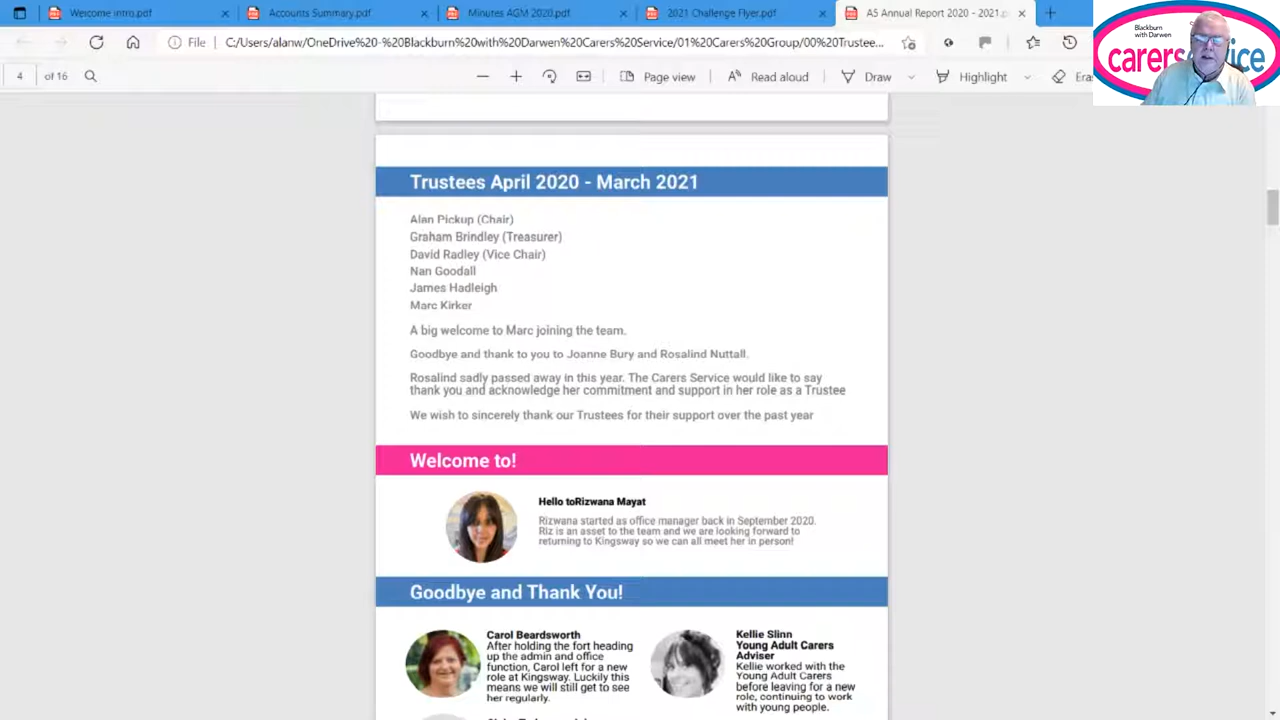 Welcome Intro.pdf
Accounts Summary.pdf
Minutes AGM 2020.pdf
2021 Challenge Flyer.pdf
A5 Annual Report 2020 - 2021.p
File
C:/Users/alanw/OneDrive%20-%20Blackburn%20with%20Darwen%20Carers%20Service/01%20Carers%20Group/00%20Trustee...
Blackburn
with Darwen
carers
4 of 16
Page view
Read aloud
Draw
Highlight
Eras
Trustees April 2020 - March 2021
Alan Pickup (Chair)
Graham Brindley (Treasurer)
David Radley (Vice Chair)
Nan Goodall
James Hadleigh
Marc Kirker
A big welcome to Marc joining the team.
Goodbye and thank to you to Joanne Bury and Rosalind Nuttall.
Rosalind sadly passed away in this year. The Carers Service would like to say
thank you and acknowledge her commitment and support in her role as a Trustee
We wish to sincerely thank our Trustees for their support over the past year
Welcome to!
Hello toRizwana Mayat
Rizwana started as office manager back in September 2020.
Riz is an asset to the team and we are looking forward to
returning to Kingsway so we can all meet her in person!
Goodbye and Thank You!
Carol Beardsworth
After holding the fort heading
up the admin and office
function, Carol left for a new
role at Kingsway. Luckily this
means we will still get to see
her regularly.
Kellie Slinn
Young Adult Carers
Adviser
Kellie worked with the
Young Adult Carers
before leaving for a new
role, continuing to work
with young people.